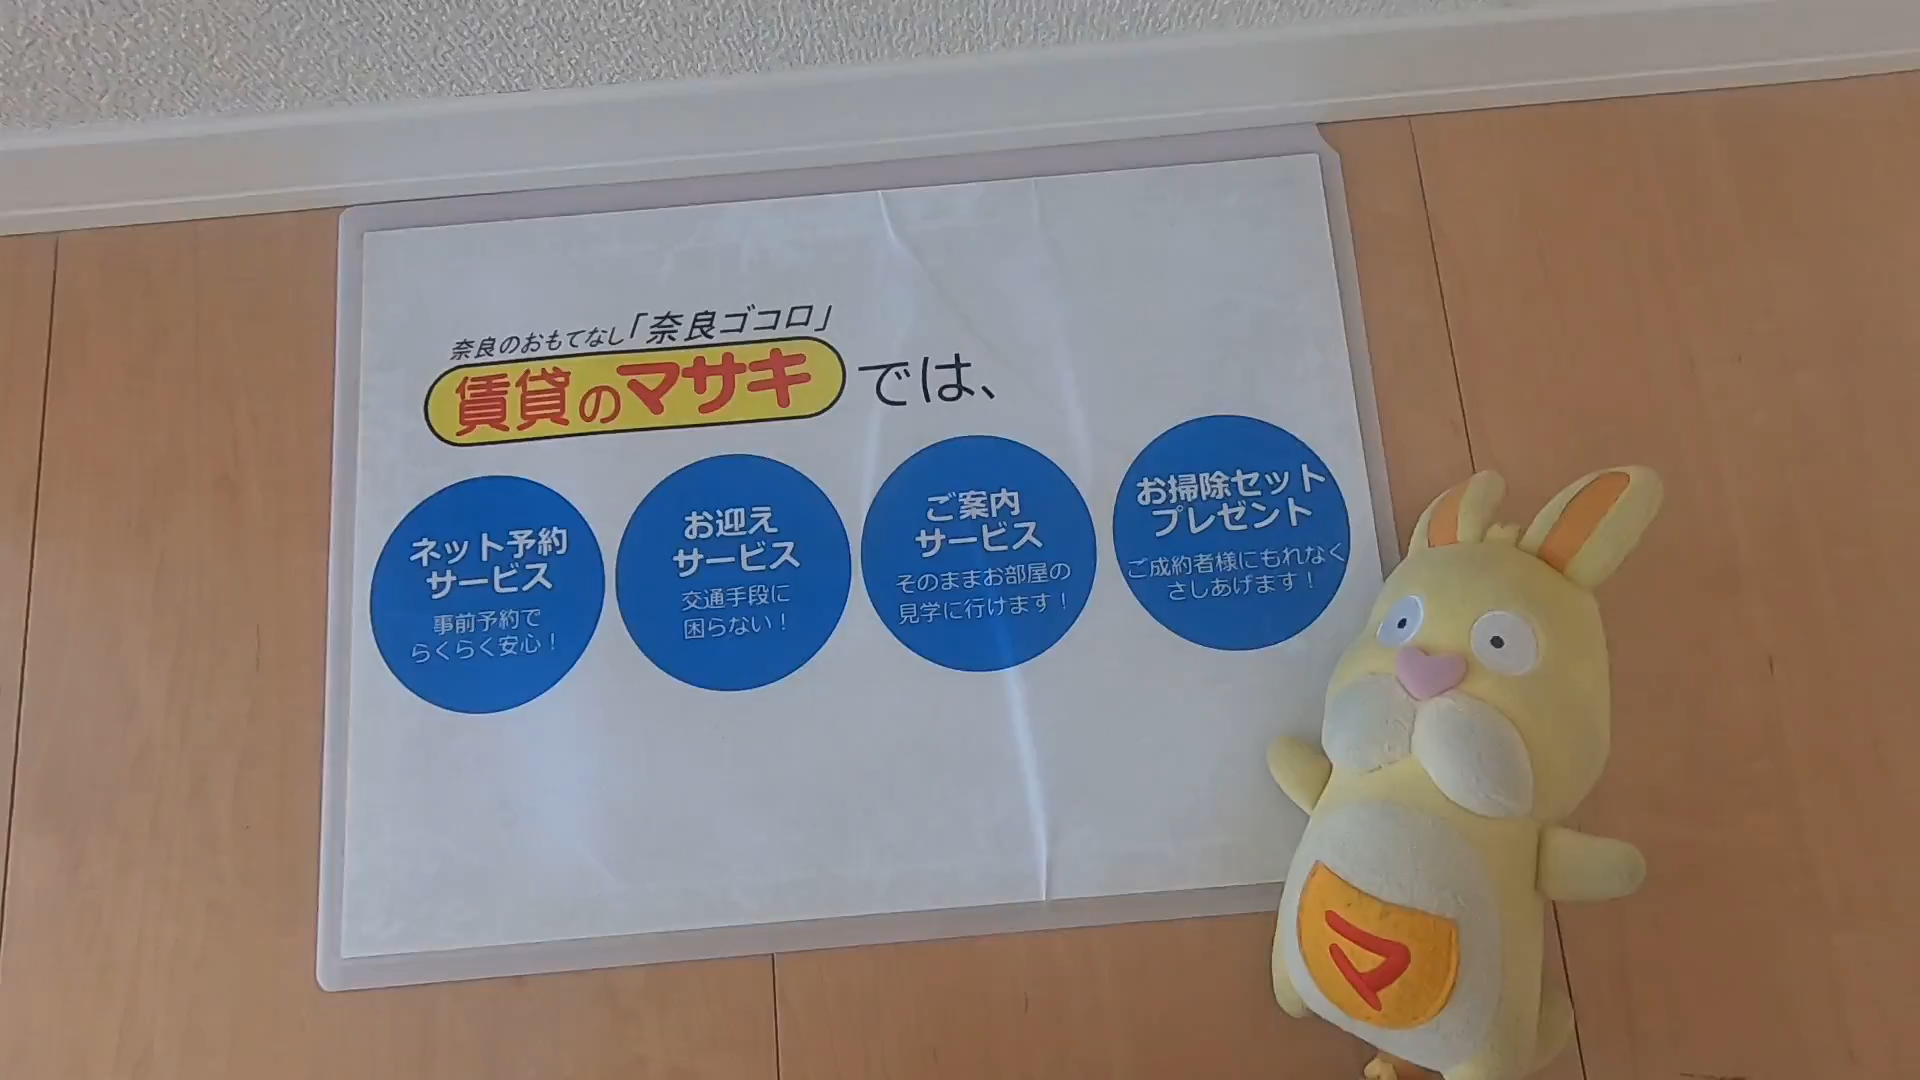 奈良のおもてなし「奈良ゴコロ」
賃貸のマサキでは、
ネット予約
サービス
事前予約で
らくらく安心！
お迎え
サービス
交通手段に
困らない！
ご案内
サービス
そのままお部屋の
見学に行けます！
お掃除セット
プレゼント
ご成約者様にもれなく
さしあげます！
マ